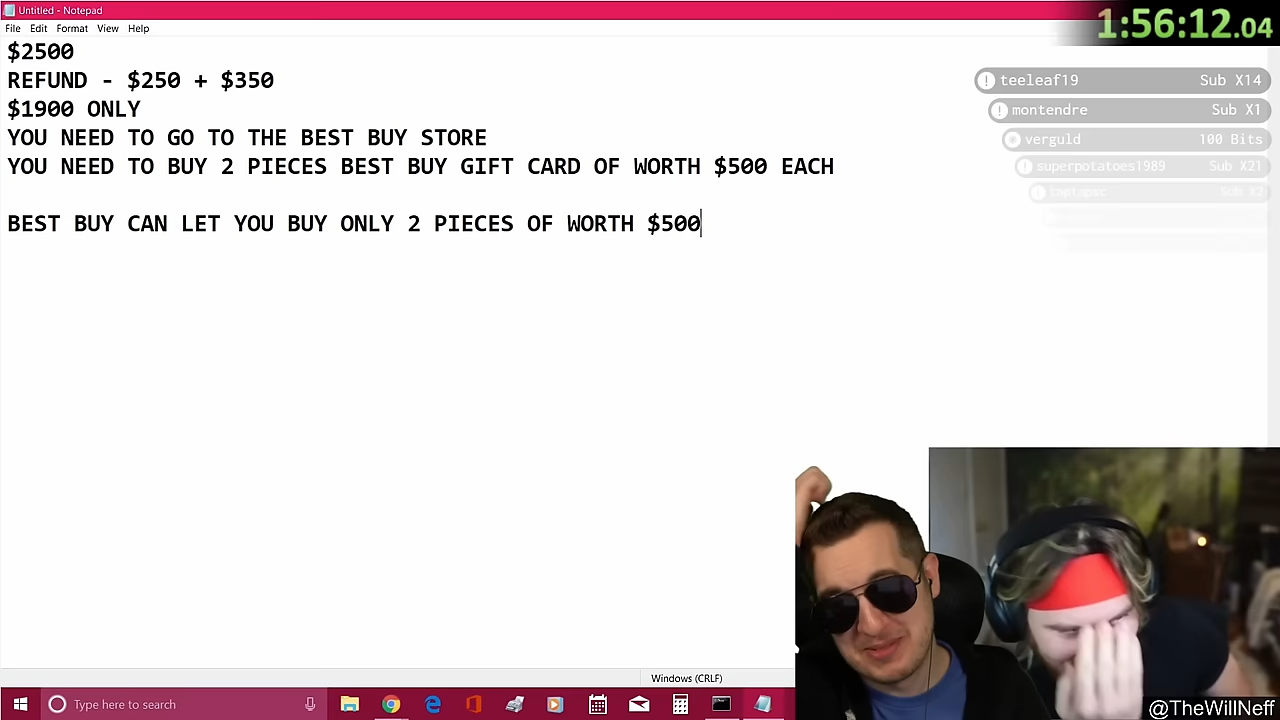 Untitled - Notepad
1:56:12.04
File Edit Format View Help
$2500
REFUND - $250 + $350
$1900 ONLY
YOU NEED TO GO TO THE BEST BUY STORE
YOU NEED TO BUY 2 PIECES BEST BUY GIFT CARD OF WORTH $500 EACH
BEST BUY CAN LET YOU BUY ONLY 2 PIECES OF WORTH $500
teeleaf19 Sub X14
montendre Sub X1
verguld 100 Bits
superpotatoes1989 Sub X21
Windows (CRLF)
Type here to search
@TheWillNeff